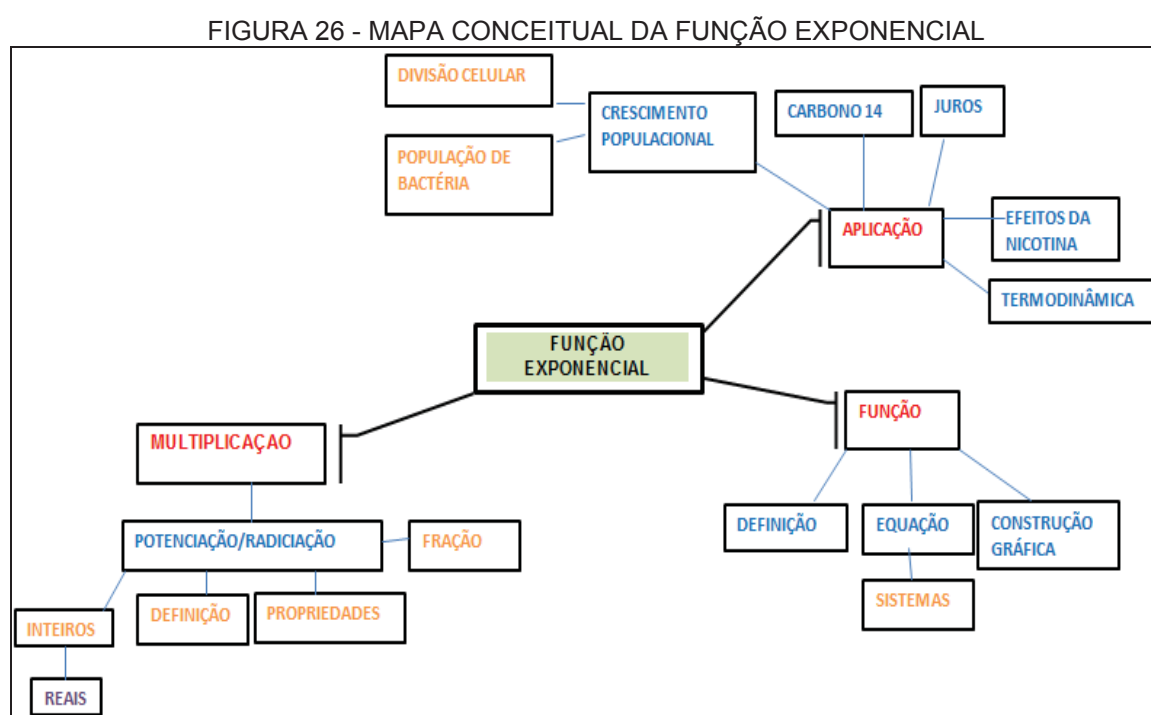 FIGURA 26 - MAPA CONCEITUAL DA FUNÇÃO EXPONENCIAL
DIVISÃO CELULAR
POPULAÇÃO DE
BACTÉRIA
CRESCIMENTO
POPULACIONAL
CARBONO 14
JUROS
APLICAÇÃO
EFEITOS DA
NICOTINA
TERMODINÂMICA
FUNÇÃO
EXPONENCIAL
MULTIPLICAÇAO
POTENCIAÇÃO/RADICIAÇÃO
FRAÇÃO
INTEIROS
DEFINIÇÃO
PROPRIEDADES
REAIS
FUNÇÃO
DEFINIÇÃO
EQUAÇÃO
CONSTRUÇÃO
GRÁFICA
SISTEMAS